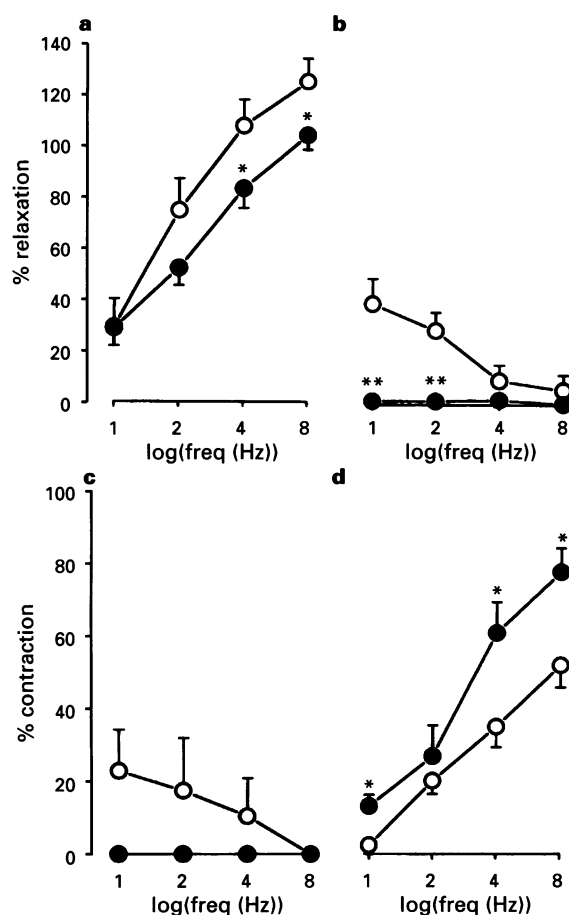 a
b
140
120
100
80
60
40
20
0
% relaxation
*
*
**
**
1 2 4 8
log(freq (Hz))
1 2 4 8
log(freq (Hz))
c
d
100
80
60
40
20
0
% contraction
*
*
*
1 2 4 8
log(freq (Hz))
1 2 4 8
log(freq (Hz))